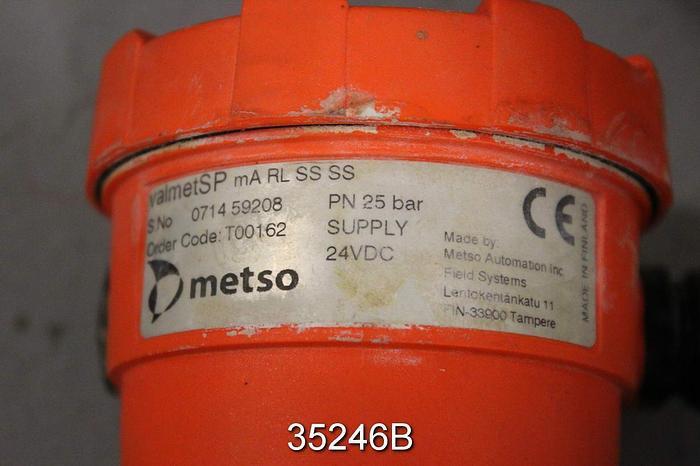 valmetSP mA RL SS SS
S.No 0714 59208
Order Code: T00162
metso
PN 25 bar
SUPPLY
24VDC
CE
Made by:
Metso Automation Inc
Field Systems
Lentokentänkatu 11
FIN-33900 Tampere
MADE IN FINLAND
35246B